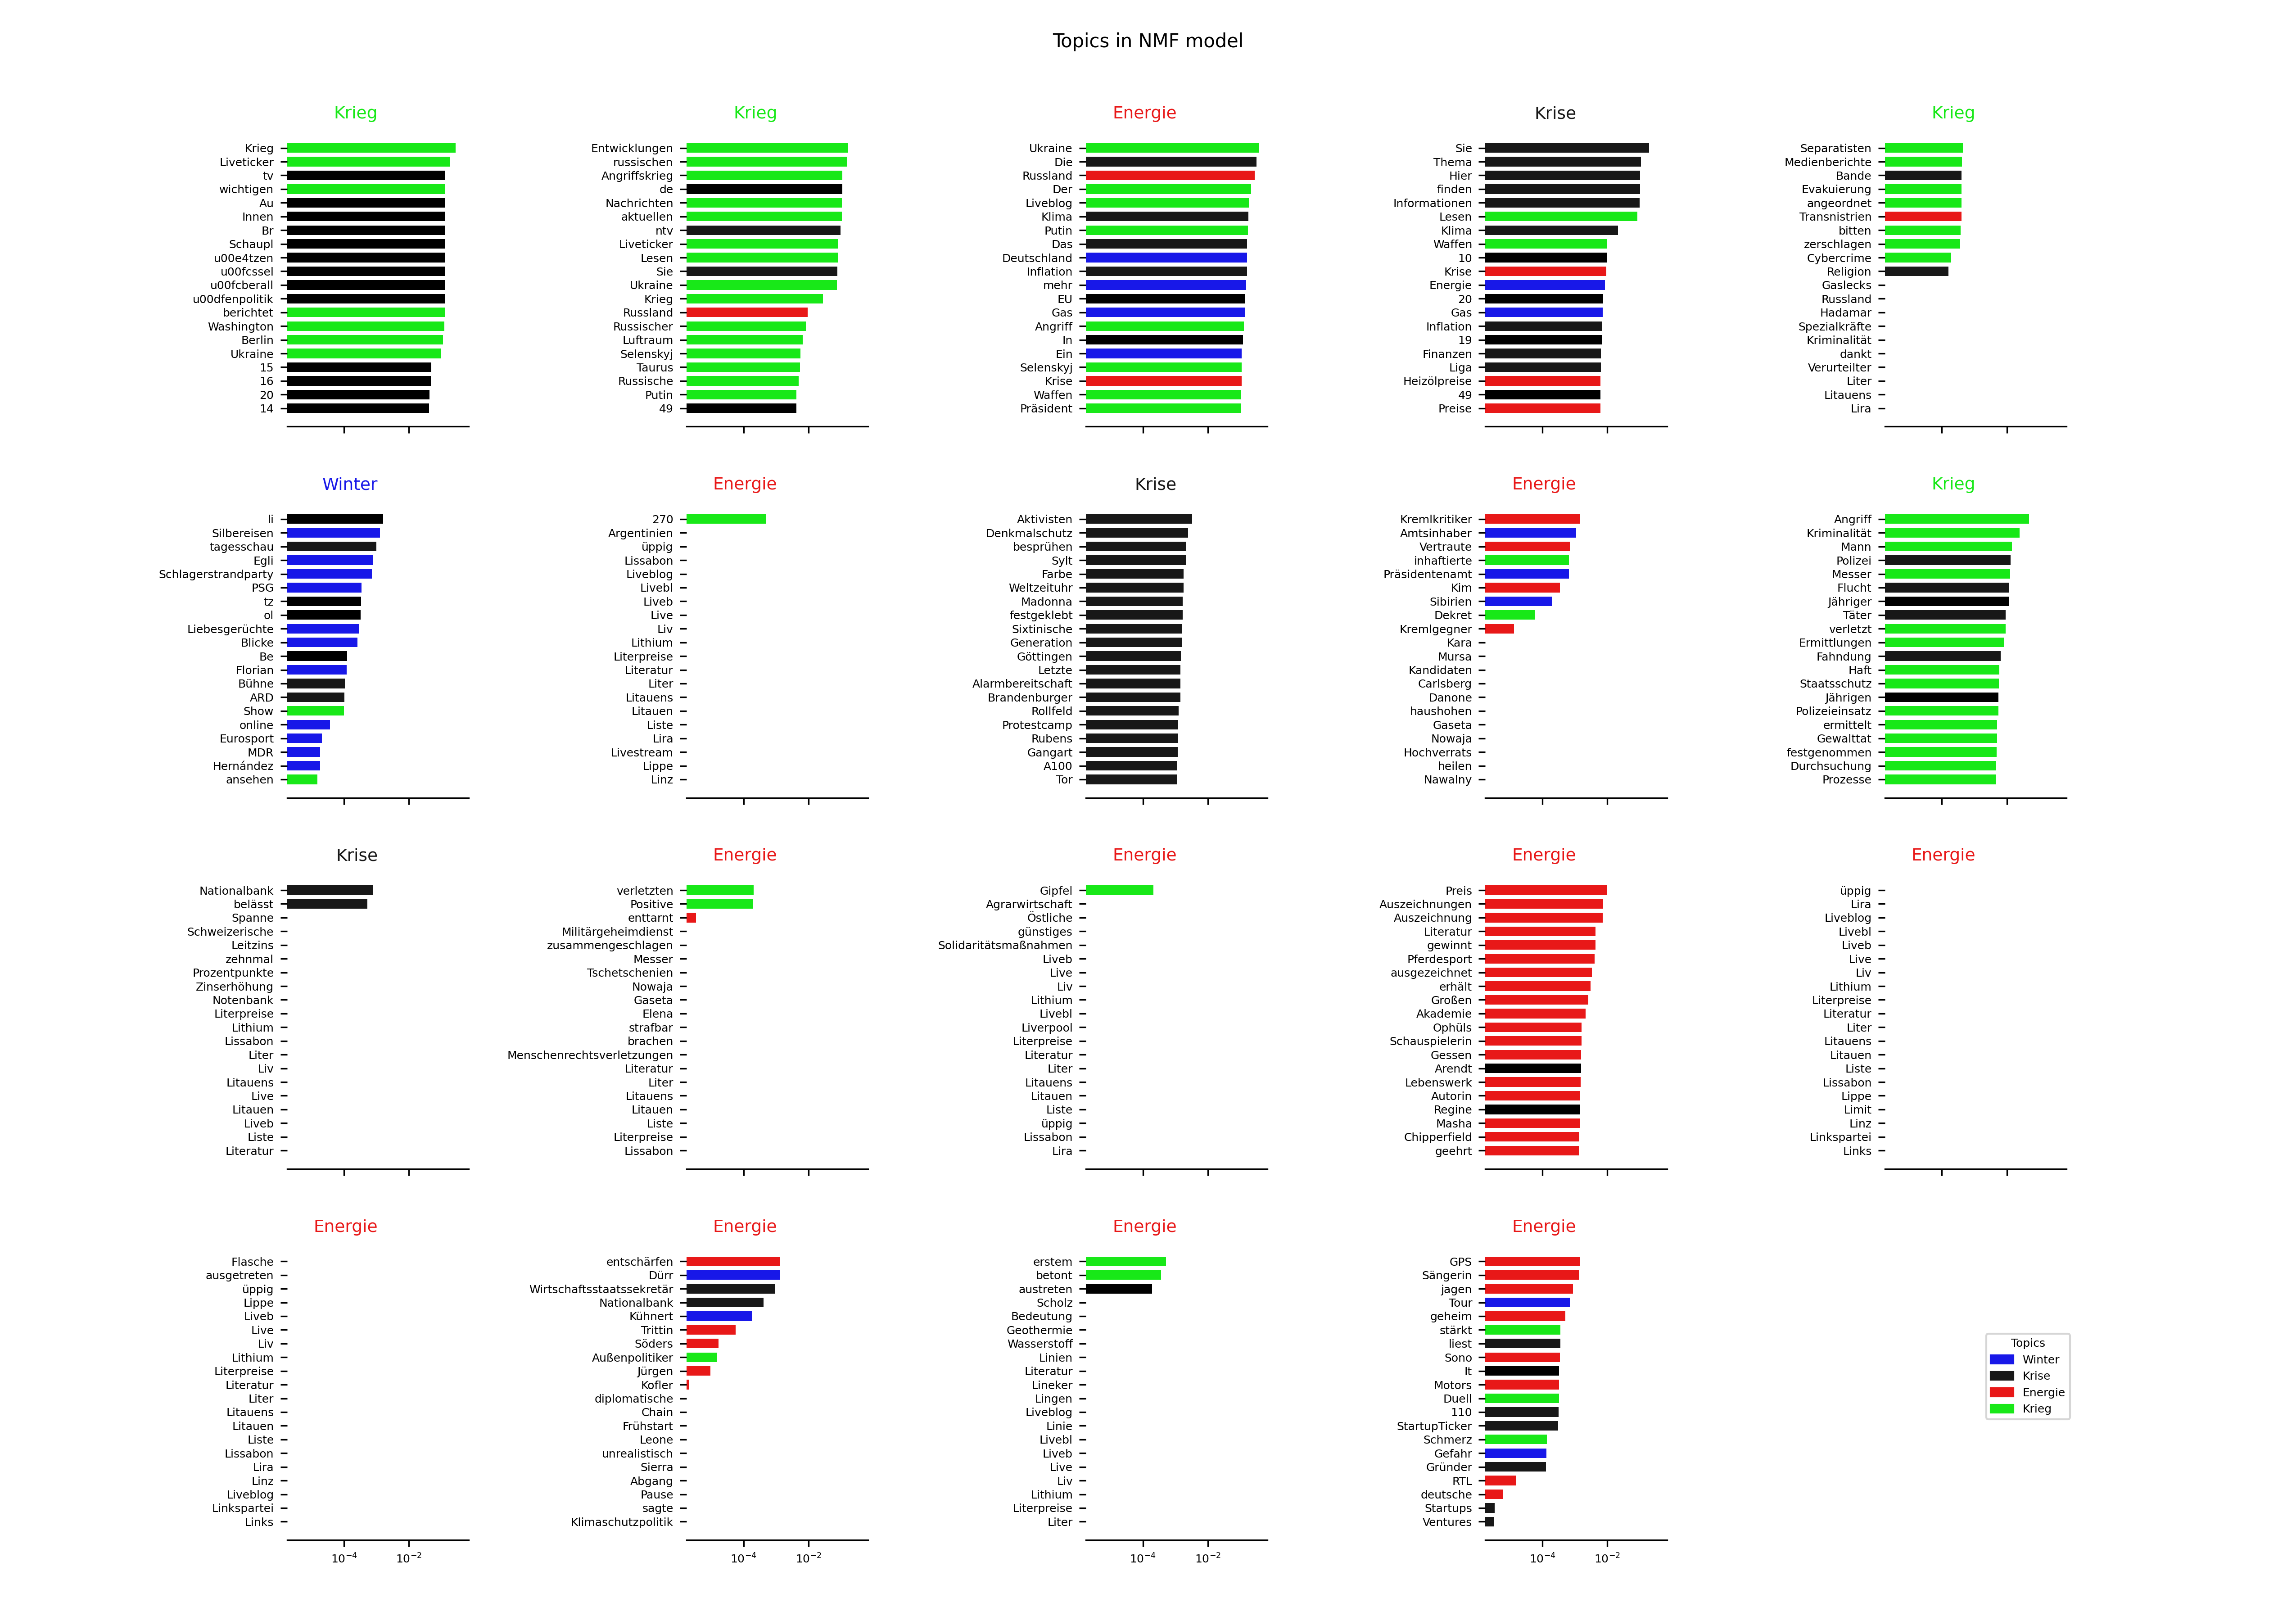 Topics in NMF model
Krieg
Krieg
Liveticker
tv
wichtigen
Au
Innen
Br
Schaupl
u00e4tzen
u00fcssel
u00fcberall
u00dfenpolitik
berichtet
Washington
Berlin
Ukraine
15
16
20
14
Krieg
Entwicklungen
russischen
Angriffskrieg
de
Nachrichten
aktuellen
ntv
Liveticker
Lesen
Sie
Ukraine
Krieg
Russland
Russischer
Luftraum
Selenskyj
Taurus
Russische
Putin
49
Energie
Ukraine
Die
Russland
Der
Liveblog
Klima
Putin
Das
Deutschland
Inflation
mehr
EU
Gas
Angriff
In
Ein
Selenskyj
Krise
Waffen
Präsident
Krise
Sie
Thema
Hier
finden
Informationen
Lesen
Klima
Waffen
10
Krise
Energie
20
Gas
Inflation
19
Finanzen
Liga
Heizölpreise
49
Preise
Krieg
Separatisten
Medienberichte
Bande
Evakuierung
angeordnet
Transnistrien
bitten
zerschlagen
Cybercrime
Religion
Gaslecks
Russland
Hadamar
Spezialkräfte
Kriminalität
dankt
Verurteilter
Liter
Litauens
Lira
Winter
li
Silbereisen
tagesschau
Egli
Schlagerstrandparty
PSG
tz
ol
Liebesgerüchte
Blicke
Be
Florian
Bühne
ARD
Show
online
Eurosport
MDR
Hernández
ansehen
Energie
270
Argentinien
üppig
Lissabon
Liveblog
Livebl
Liveb
Live
Liv
Lithium
Literpreise
Literatur
Liter
Litauens
Litauen
Liste
Lira
Livestream
Lippe
Linz
Krise
Aktivisten
Denkmalschutz
besprühen
Sylt
Farbe
Weltzeituhr
Madonna
festgeklebt
Sixtinische
Generation
Göttingen
Letzte
Alarmbereitschaft
Brandenburger
Rollfeld
Protestcamp
Rubens
Gangart
A100
Tor
Energie
Kremlkritiker
Amtsinhaber
Vertraute
inhaftierte
Präsidentenamt
Kim
Sibirien
Dekret
Kremlgegner
Kara
Mursa
Kandidaten
Carlsberg
Danone
haushohen
Gaseta
Nowaja
Hochverrats
heilen
Nawalny
Krieg
Angriff
Kriminalität
Mann
Polizei
Messer
Flucht
Jähriger
Täter
verletzt
Ermittlungen
Fahndung
Haft
Staatsschutz
Jährigen
Polizeieinsatz
ermittelt
Gewalttat
festgenommen
Durchsuchung
Prozesse
Krise
Nationalbank
belässt
Spanne
Schweizerische
Leitzins
zehnmal
Prozentpunkte
Zinserhöhung
Notenbank
Literpreise
Lithium
Lissabon
Liter
Liv
Litauens
Live
Litauen
Liveb
Liste
Literatur
Energie
verletzten
Positive
enttarnt
Militärgeheimdienst
zusammengeschlagen
Messer
Tschetschenien
Nowaja
Gaseta
Elena
strafbar
brachen
Menschenrechtsverletzungen
Literatur
Liter
Litauens
Litauen
Liste
Literpreise
Lissabon
Energie
Gipfel
Agrarwirtschaft
Östliche
günstiges
Solidaritätsmaßnahmen
Liveb
Live
Liv
Lithium
Livebl
Liverpool
Literpreise
Literatur
Liter
Litauens
Litauen
Liste
üppig
Lissabon
Lira
Energie
Preis
Auszeichnungen
Auszeichnung
Literatur
gewinnt
Pferdesport
ausgezeichnet
erhält
Großen
Akademie
Ophüls
Schauspielerin
Gessen
Arendt
Lebenswerk
Autorin
Regine
Masha
Chipperfield
geehrt
Energie
üppig
Lira
Liveblog
Livebl
Liveb
Live
Liv
Lithium
Literpreise
Literatur
Liter
Litauens
Litauen
Liste
Lissabon
Lippe
Limit
Linz
Linkspartei
Links
Energie
Flasche
ausgetreten
üppig
Lippe
Liveb
Live
Liv
Lithium
Literpreise
Literatur
Liter
Litauens
Litauen
Liste
Lissabon
Lira
Linz
Liveblog
Linkspartei
Links
10⁻⁴ 10⁻²
Energie
entschärfen
Dürr
Wirtschaftsstaatssekretär
Nationalbank
Kühnert
Trittin
Söders
Außenpolitiker
Jürgen
Kofler
diplomatische
Chain
Frühstart
Leone
unrealistisch
Sierra
Abgang
Pause
sagte
Klimaschutzpolitik
10⁻⁴ 10⁻²
Energie
erstem
betont
austreten
Scholz
Bedeutung
Geothermie
Wasserstoff
Linien
Literatur
Lineker
Lingen
Liveblog
Linie
Livebl
Liveb
Live
Liv
Lithium
Literpreise
Liter
10⁻⁴ 10⁻²
Energie
GPS
Sängerin
jagen
Tour
geheim
stärkt
liest
Sono
It
Motors
Duell
110
StartupTicker
Schmerz
Gefahr
Gründer
RTL
deutsche
Startups
Ventures
10⁻⁴ 10⁻²
Topics
Winter
Krise
Energie
Krieg